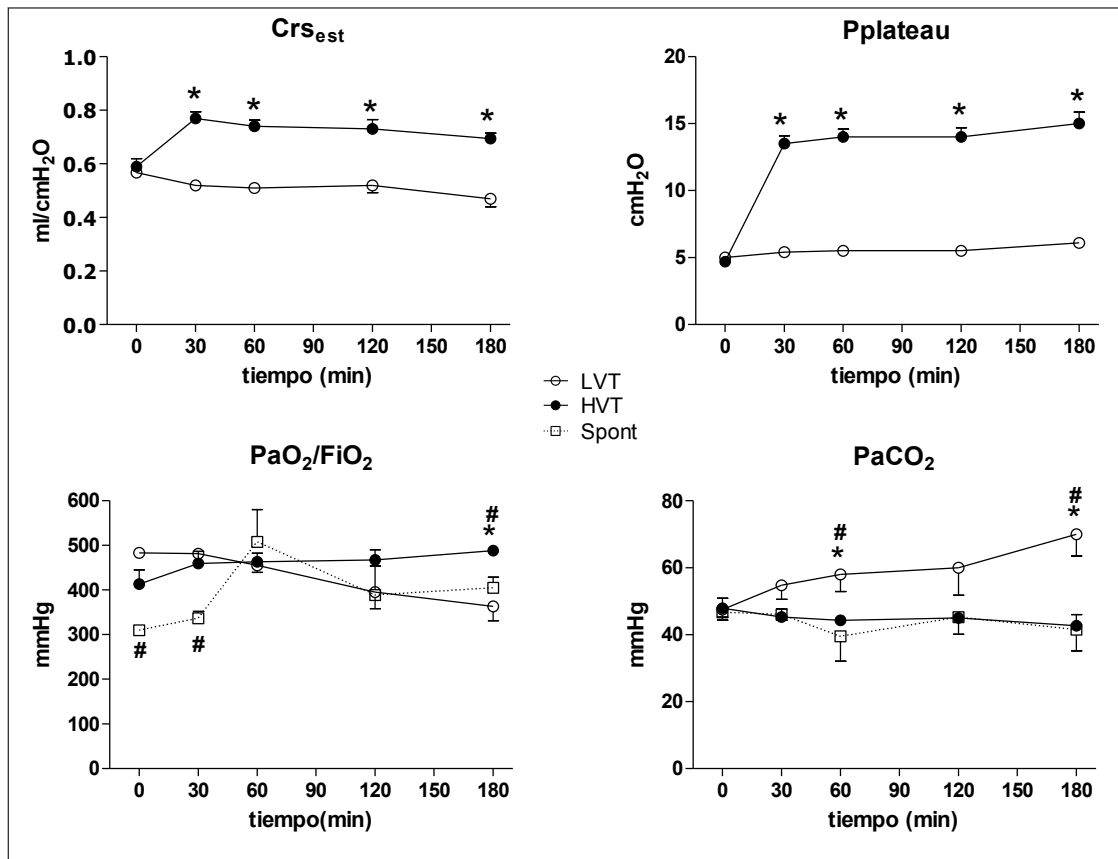 Crsest
1.0
0.8
0.6
0.4
0.2
0.0
ml/cmH2O
* * * *
0 30 60 90 120 150 180
tiempo (min)
Pplateau
20
15
10
5
0
cmH2O
* * * *
0 30 60 90 120 150 180
tiempo (min)
LVT
HVT
Spont
PaO2/FiO2
600
500
400
300
200
100
0
mmHg
#
*
# #
0 30 60 90 120 150 180
tiempo(min)
PaCO2
80
60
40
20
0
mmHg
# #
* *
0 30 60 90 120 150 180
tiempo (min)